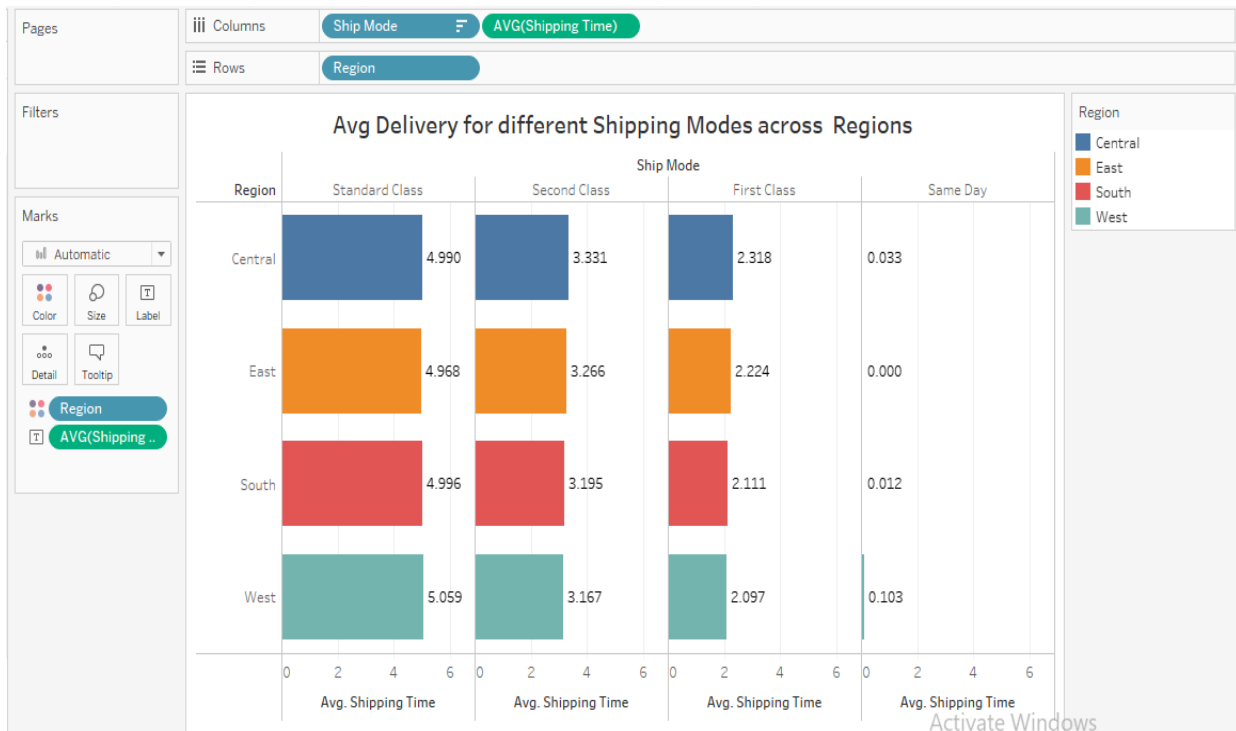 Pages
Columns Ship Mode AVG(Shipping Time)
Rows Region
Filters
Marks
Automatic
Color Size Label
Detail Tooltip
Region
AVG(Shipping ..
Avg Delivery for different Shipping Modes across Regions
Ship Mode
Region Standard Class Second Class First Class Same Day
Central 4.990 3.331 2.318 0.033
East 4.968 3.266 2.224 0.000
South 4.996 3.195 2.111 0.012
West 5.059 3.167 2.097 0.103
0 2 4 6 0 2 4 6 0 2 4 6 0 2 4 6
Avg. Shipping Time Avg. Shipping Time Avg. Shipping Time Avg. Shipping Time
Region
Central
East
South
West
Activate Windows